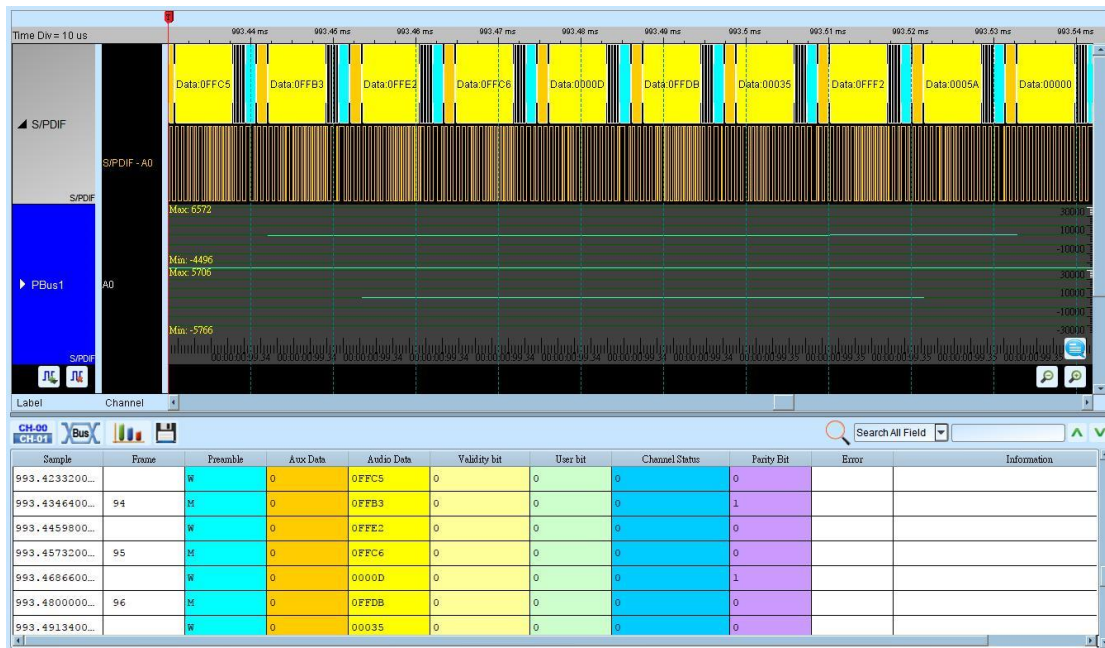 Time Div = 10 us
993.44 ms 993.45 ms 993.46 ms 993.47 ms 993.48 ms 993.49 ms 993.5 ms 993.51 ms 993.52 ms 993.53 ms 993.54 ms
Data:0FFC5 Data:0FFB3 Data:0FFE2 Data:0FFC6 Data:0000D Data:0FFDB Data:00035 Data:0FFF2 Data:0005A Data:00000
S/PDIF
S/PDIF - A0
S/PDIF
Max: 6572
30000
10000
-10000
Min: -4496
Max: 5706
30000
PBus1 A0
10000
-10000
Min: -5766
-30000
S/PDIF
Label Channel
CH-00
CH-01
Bus
Search All Field
Sample Frame Preamble Aux Data Audio Data Validity bit User bit Channel Status Parity Bit Error Information
993.4233200... W 0 0FFC5 0 0 0 0
993.4346400... 94 M 0 0FFB3 0 0 0 1
993.4459800... W 0 0FFE2 0 0 0 0
993.4573200... 95 M 0 0FFC6 0 0 0 0
993.4686600... W 0 0000D 0 0 0 1
993.4800000... 96 M 0 0FFDB 0 0 0 0
993.4913400... W 0 00035 0 0 0 0